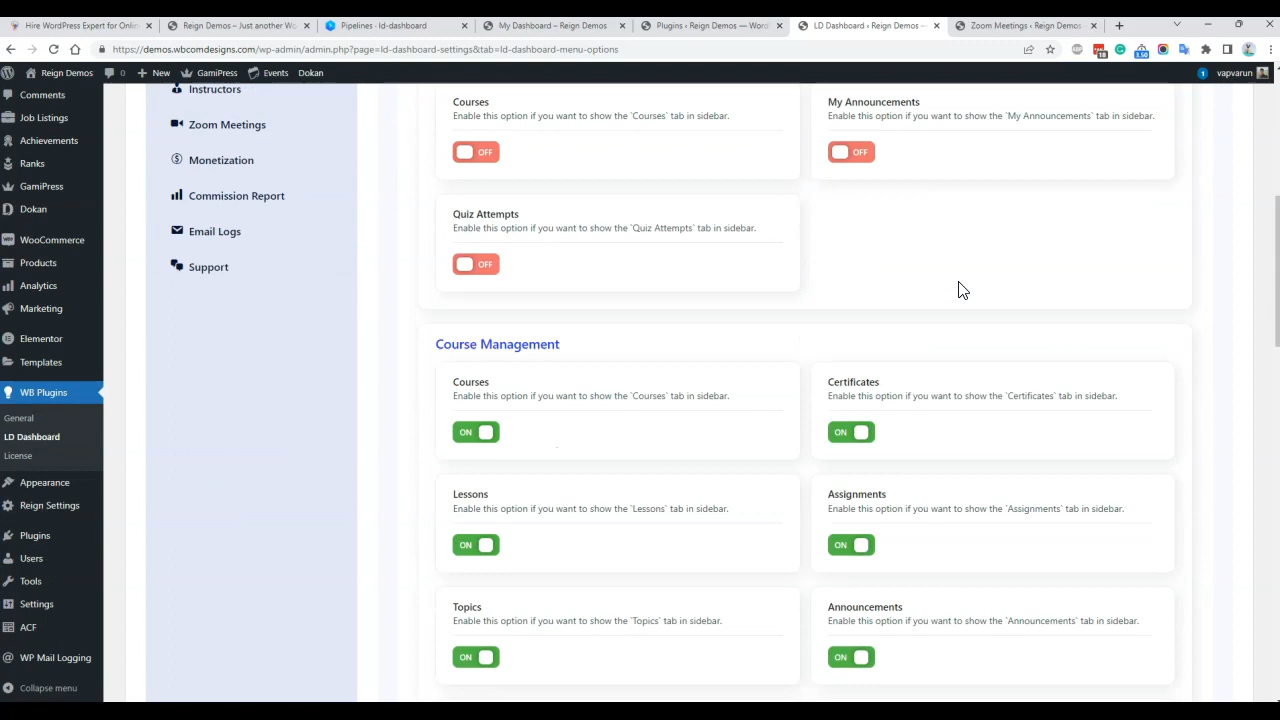 Hire WordPress Expert for Onlin
Reign Demos – Just another Wo
Pipelines - ld-dashboard
My Dashboard – Reign Demos
Plugins ‹ Reign Demos — Word
LD Dashboard ‹ Reign Demos —
Zoom Meetings ‹ Reign Demos
https://demos.wbcomdesigns.com/wp-admin/admin.php?page=ld-dashboard-settings&tab=ld-dashboard-menu-options
18
3.50
Reign Demos
0
New
GamiPress
Events
Dokan
1
vapvarun
Comments
Job Listings
Achievements
Ranks
GamiPress
Dokan
WooCommerce
Products
Analytics
Marketing
Elementor
Templates
WB Plugins
General
LD Dashboard
License
Appearance
Reign Settings
Plugins
Users
Tools
Settings
ACF
WP Mail Logging
Collapse menu
Instructors
Zoom Meetings
Monetization
Commission Report
Email Logs
Support
Courses
Enable this option if you want to show the `Courses` tab in sidebar.
OFF
My Announcements
Enable this option if you want to show the `My Announcements` tab in sidebar.
OFF
Quiz Attempts
Enable this option if you want to show the `Quiz Attempts` tab in sidebar.
OFF
Course Management
Courses
Enable this option if you want to show the `Courses` tab in sidebar.
ON
Certificates
Enable this option if you want to show the `Certificates` tab in sidebar.
ON
Lessons
Enable this option if you want to show the `Lessons` tab in sidebar.
ON
Assignments
Enable this option if you want to show the `Assignments` tab in sidebar.
ON
Topics
Enable this option if you want to show the `Topics` tab in sidebar.
ON
Announcements
Enable this option if you want to show the `Announcements` tab in sidebar.
ON